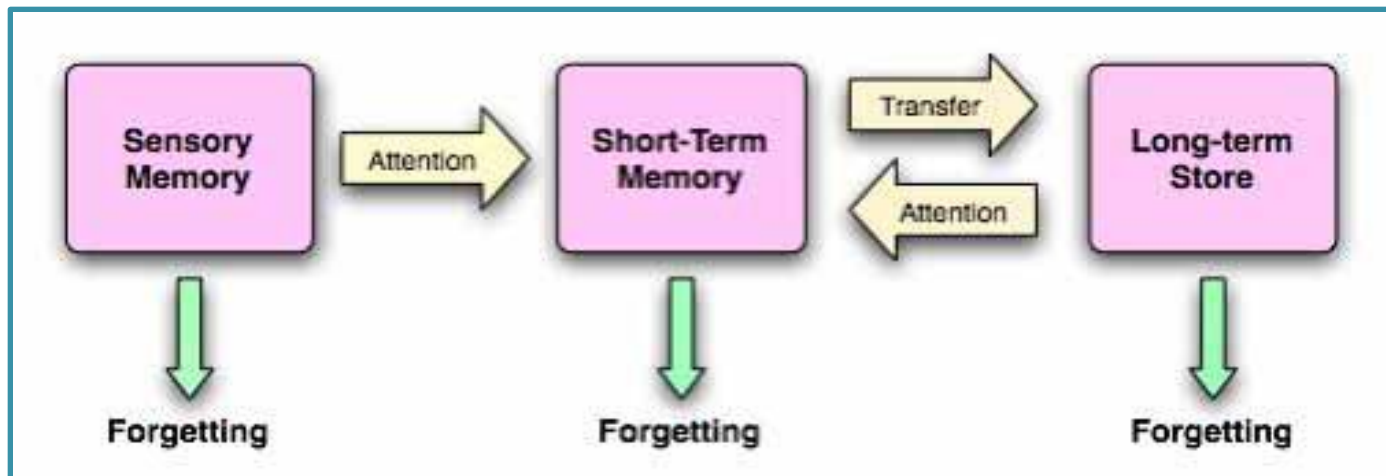 Sensory
Memory
Attention
Short-Term
Memory
Transfer
Attention
Long-term
Store
Forgetting
Forgetting
Forgetting